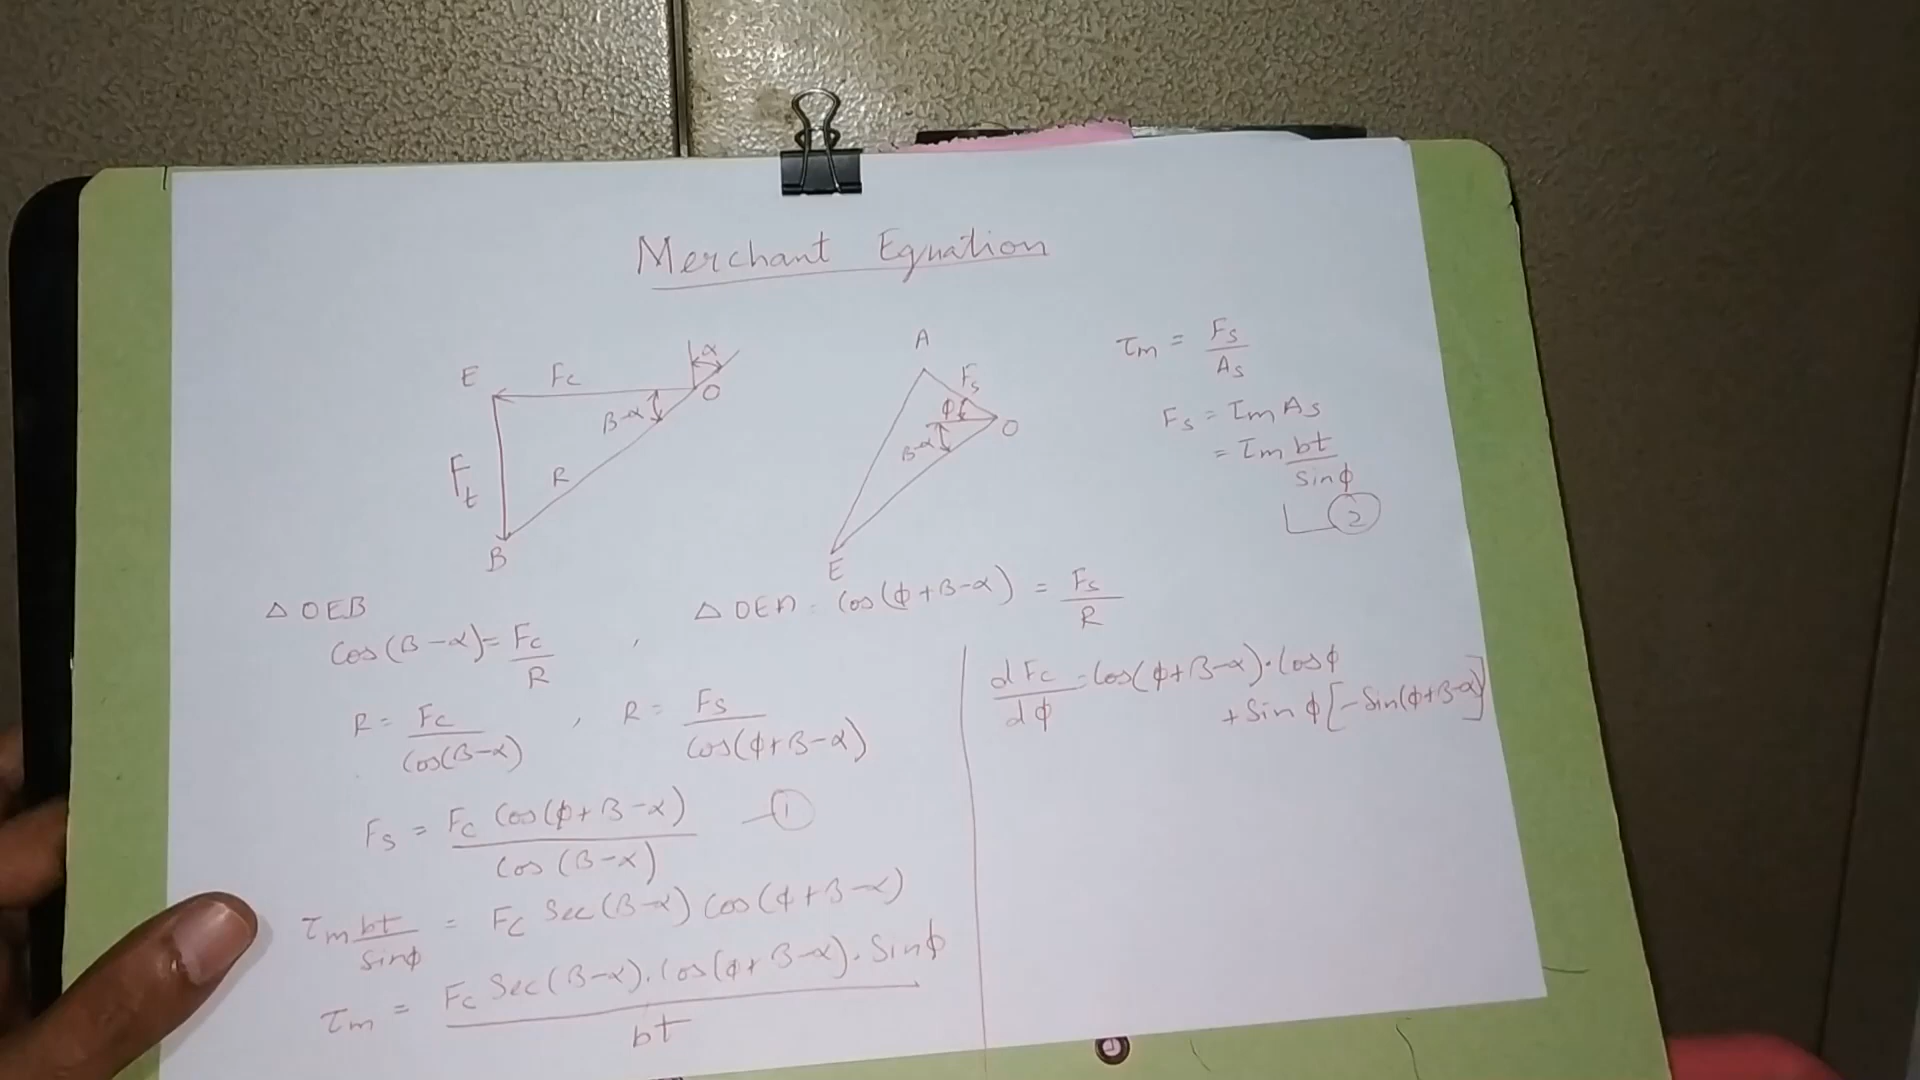 Merchant Equation
E Fc α
β-α O
Ft R
B
A
Fs
φ
β-α O
E
τm = Fs / As
Fs = τm As
= τm bt / sinφ
2
Δ OEB
Cos(β-α) = Fc / R ,
Δ OEA : Cos(φ+β-α) = Fs / R
R = Fc / Cos(β-α) , R = Fs / Cos(φ+β-α)
Fs = Fc Cos(φ+β-α) / Cos(β-α) — 1
τm bt / sinφ = Fc Sec(β-α) Cos(φ+β-α)
τm = Fc Sec(β-α). Cos(φ+β-α). Sinφ / bt
dFc / dφ = Cos(φ+β-α). Cosφ
+ Sinφ [-Sin(φ+β-α)]